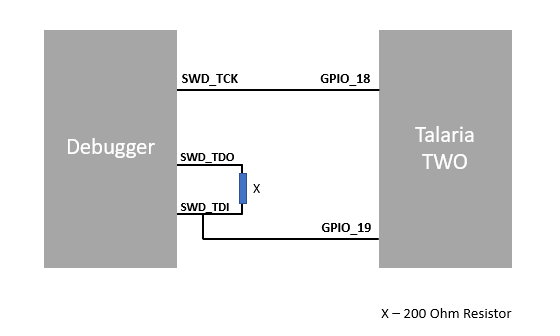 SWD_TCK GPIO_18
Debugger
Talaria
TWO
SWD_TDO
X
SWD_TDI
GPIO_19
X – 200 Ohm Resistor